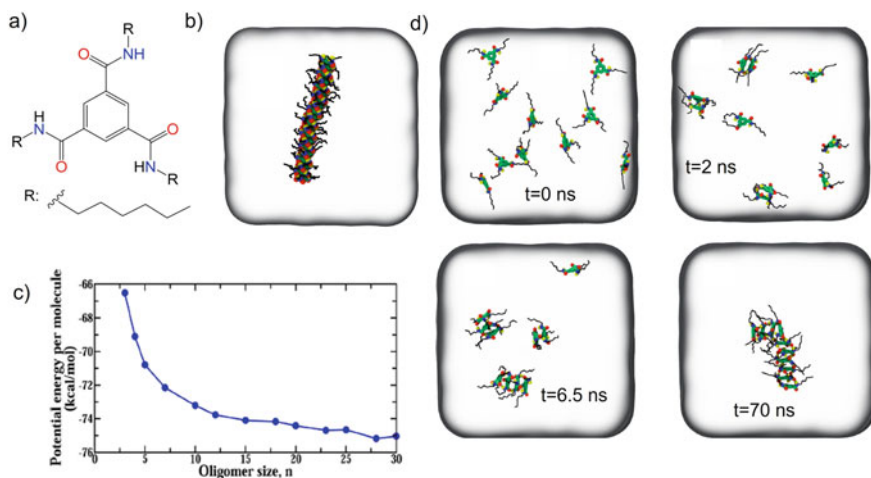 a)
R
O
NH
O
H
N
R
O
HN
R
R:
b)
d)
t=0 ns
t=2 ns
t=6.5 ns
t=70 ns
c)
Potential energy per molecule
(kcal/mol)
-66
-68
-70
-72
-74
-76
0 5 10 15 20 25 30
Oligomer size, n